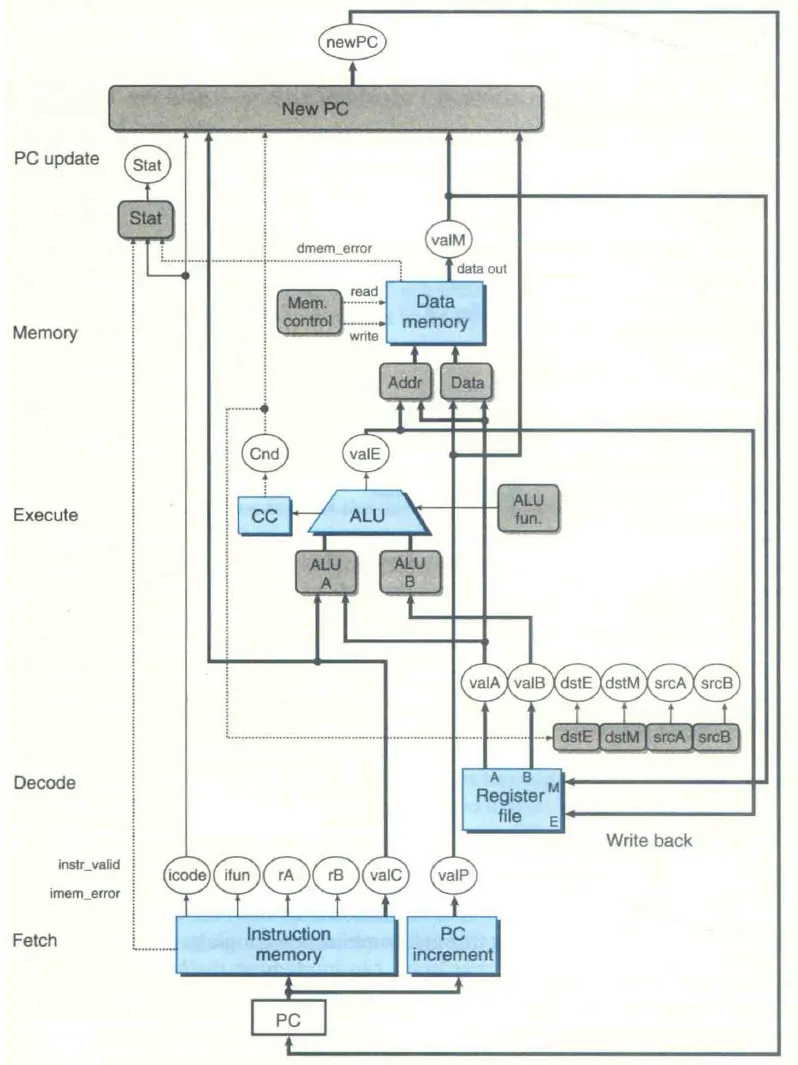 newPC
New PC
PC update
Stat
Stat
valM
dmem_error
data out
read
Mem.
control
Data
memory
write
Memory
Addr
Data
Cnd
valE
CC
ALU
ALU
fun.
Execute
ALU
A
ALU
B
valA
valB
dstE
dstM
srcA
srcB
dstE
dstM
srcA
srcB
Decode
A
B
M
Register
file
E
Write back
instr_valid
imem_error
icode
ifun
rA
rB
valC
valP
Fetch
Instruction
memory
PC
increment
PC